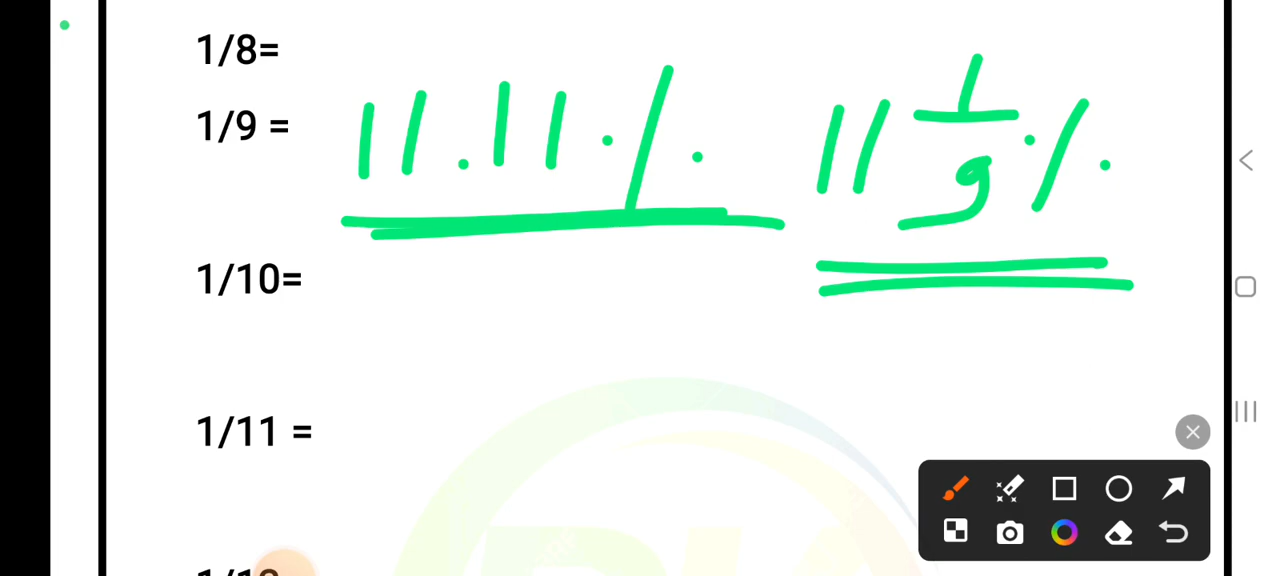 1/8=
1/9 = 11.11% 11 1/9 %
1/10=
1/11 =